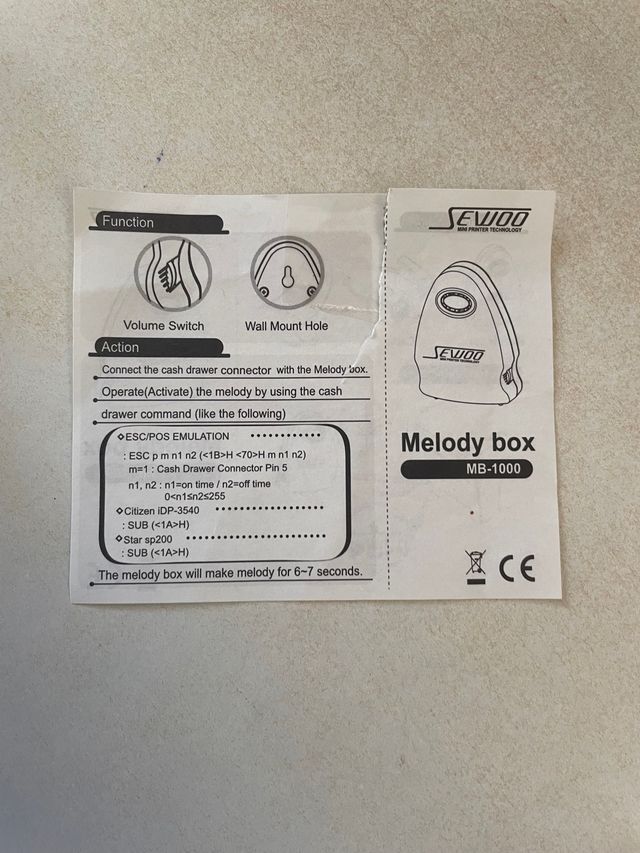 Function
Volume Switch
Wall Mount Hole
Action
Connect the cash drawer connector with the Melody box.
Operate(Activate) the melody by using the cash
drawer command (like the following)
◇ESC/POS EMULATION ············
: ESC p m n1 n2 (<1B>H <70>H m n1 n2)
m=1 : Cash Drawer Connector Pin 5
n1, n2 : n1=on time / n2=off time
0<n1≤n2≤255
◇Citizen iDP-3540 ····················
: SUB (<1A>H)
◇Star sp200 ·························
: SUB (<1A>H)
The melody box will make melody for 6~7 seconds.
SEWOO
MINI PRINTER TECHNOLOGY
SEWOO
MINI PRINTER TECHNOLOGY
Melody box
MB-1000
CE